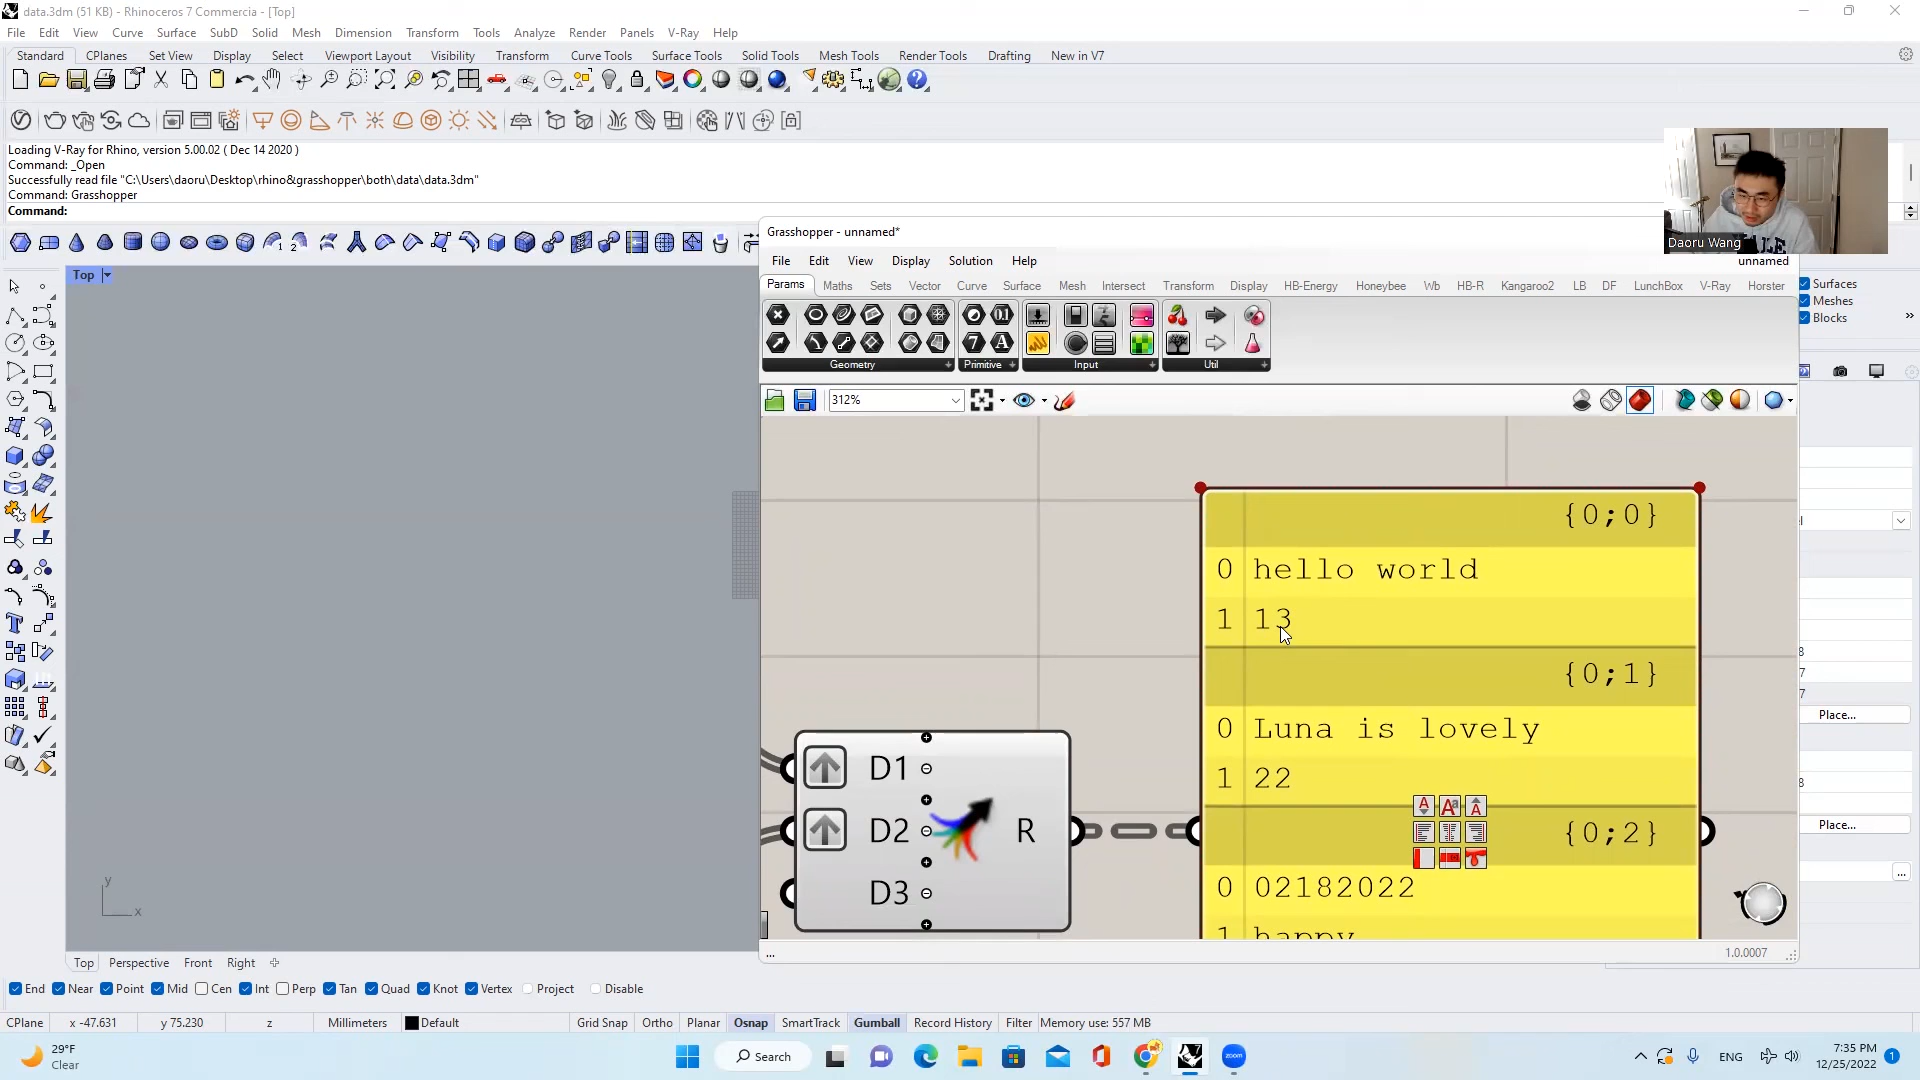 data.3dm (51 KB) - Rhinoceros 7 Commercia - [Top]
File Edit View Curve Surface SubD Solid Mesh Dimension Transform Tools Analyze Render Panels V-Ray Help
Standard CPlanes Set View Display Select Viewport Layout Visibility Transform Curve Tools Surface Tools Solid Tools Mesh Tools Render Tools Drafting New in V7
Loading V-Ray for Rhino, version 5.00.02 ( Dec 14 2020 )
Command: _Open
Successfully read file "C:\Users\daoru\Desktop\rhino&grasshopper\both\data\data.3dm"
Command: Grasshopper
Command:
Daoru Wang
Grasshopper - unnamed*
File Edit View Display Solution Help unnamed
Params Maths Sets Vector Curve Surface Mesh Intersect Transform Display HB-Energy Honeybee Wb HB-R Kangaroo2 LB DF LunchBox V-Ray Horster
Geometry Primitive Input Util
312%
Surfaces
Meshes
Blocks
Top
{0;0}
0 hello world
1 13
{0;1}
0 Luna is lovely
1 22
{0;2}
0 02182022
1 happy
D1
D2 R
D3
Place...
Place...
...
y
x
... 1.0.0007
Top Perspective Front Right
End Near Point Mid Cen Int Perp Tan Quad Knot Vertex Project Disable
CPlane x -47.631 y 75.230 z Millimeters Default Grid Snap Ortho Planar Osnap SmartTrack Gumball Record History Filter Memory use: 557 MB
29°F
Clear
Search
zoom
ENG
7:35 PM
12/25/2022
1